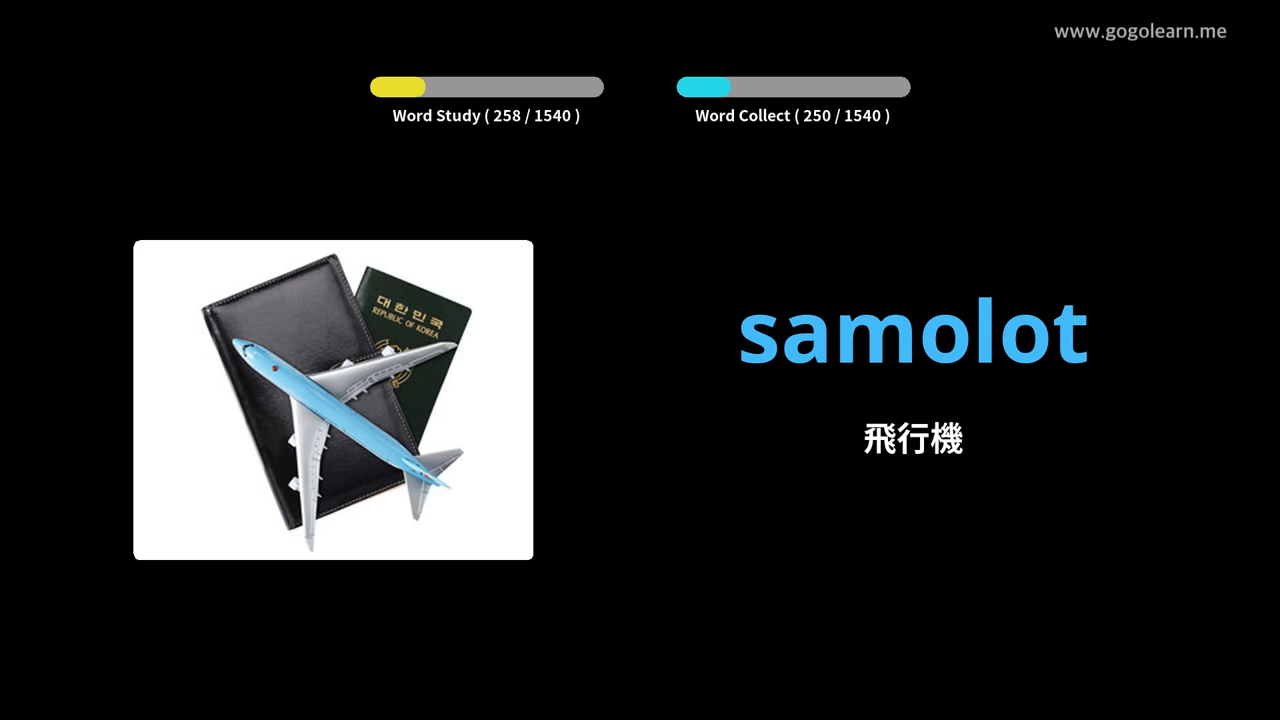 www.gogolearn.me
Word Study ( 258 / 1540 )
Word Collect ( 250 / 1540 )
대한민국
REPUBLIC OF KOREA
samolot
飛行機